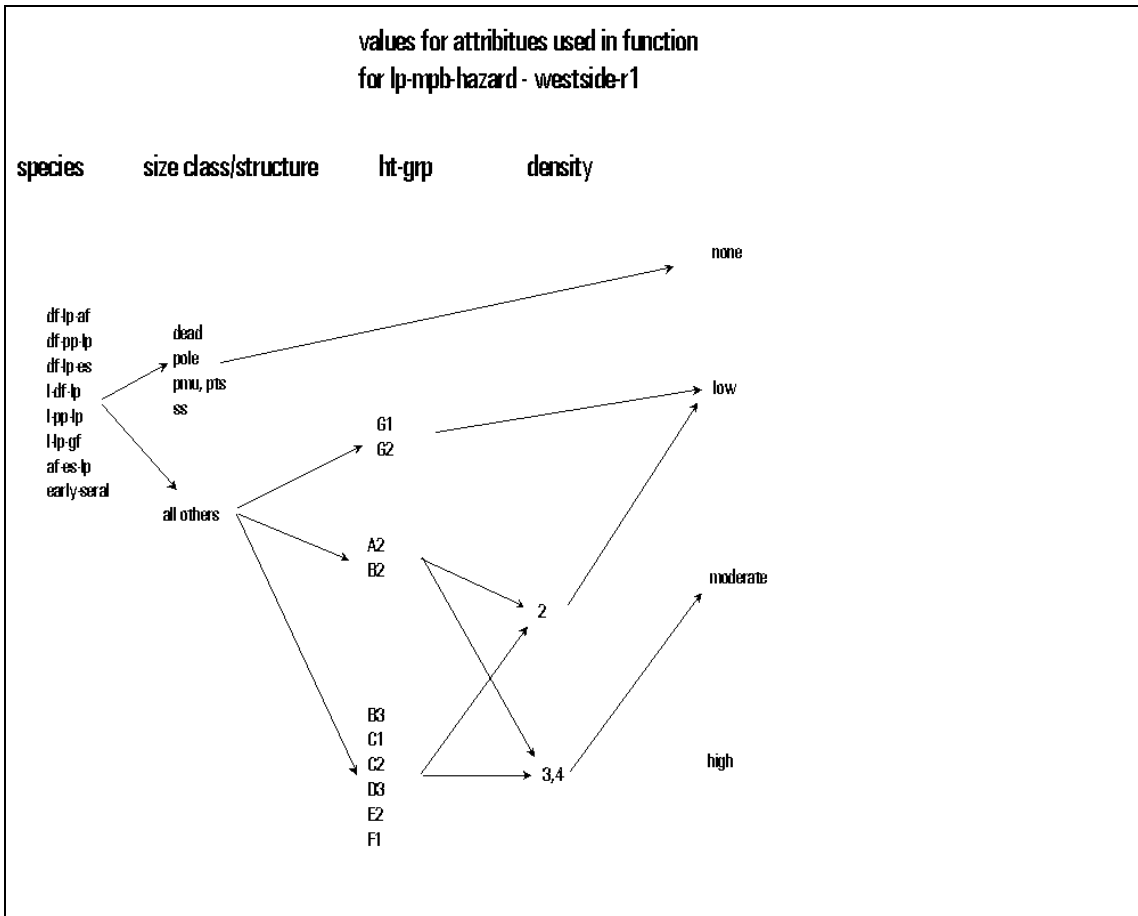 values for attribitues used in function
for lp-mpb-hazard - westside-r1
species size class/structure ht-grp density
none
df-lp-af
df-pp-lp
df-lp-es
l-df-lp
l-pp-lp
l-lp-gf
af-es-lp
early-seral
dead
pole
pmu, pts
ss
all others
G1
G2
A2
B2
B3
C1
C2
D3
E2
F1
2
3,4
low
moderate
high